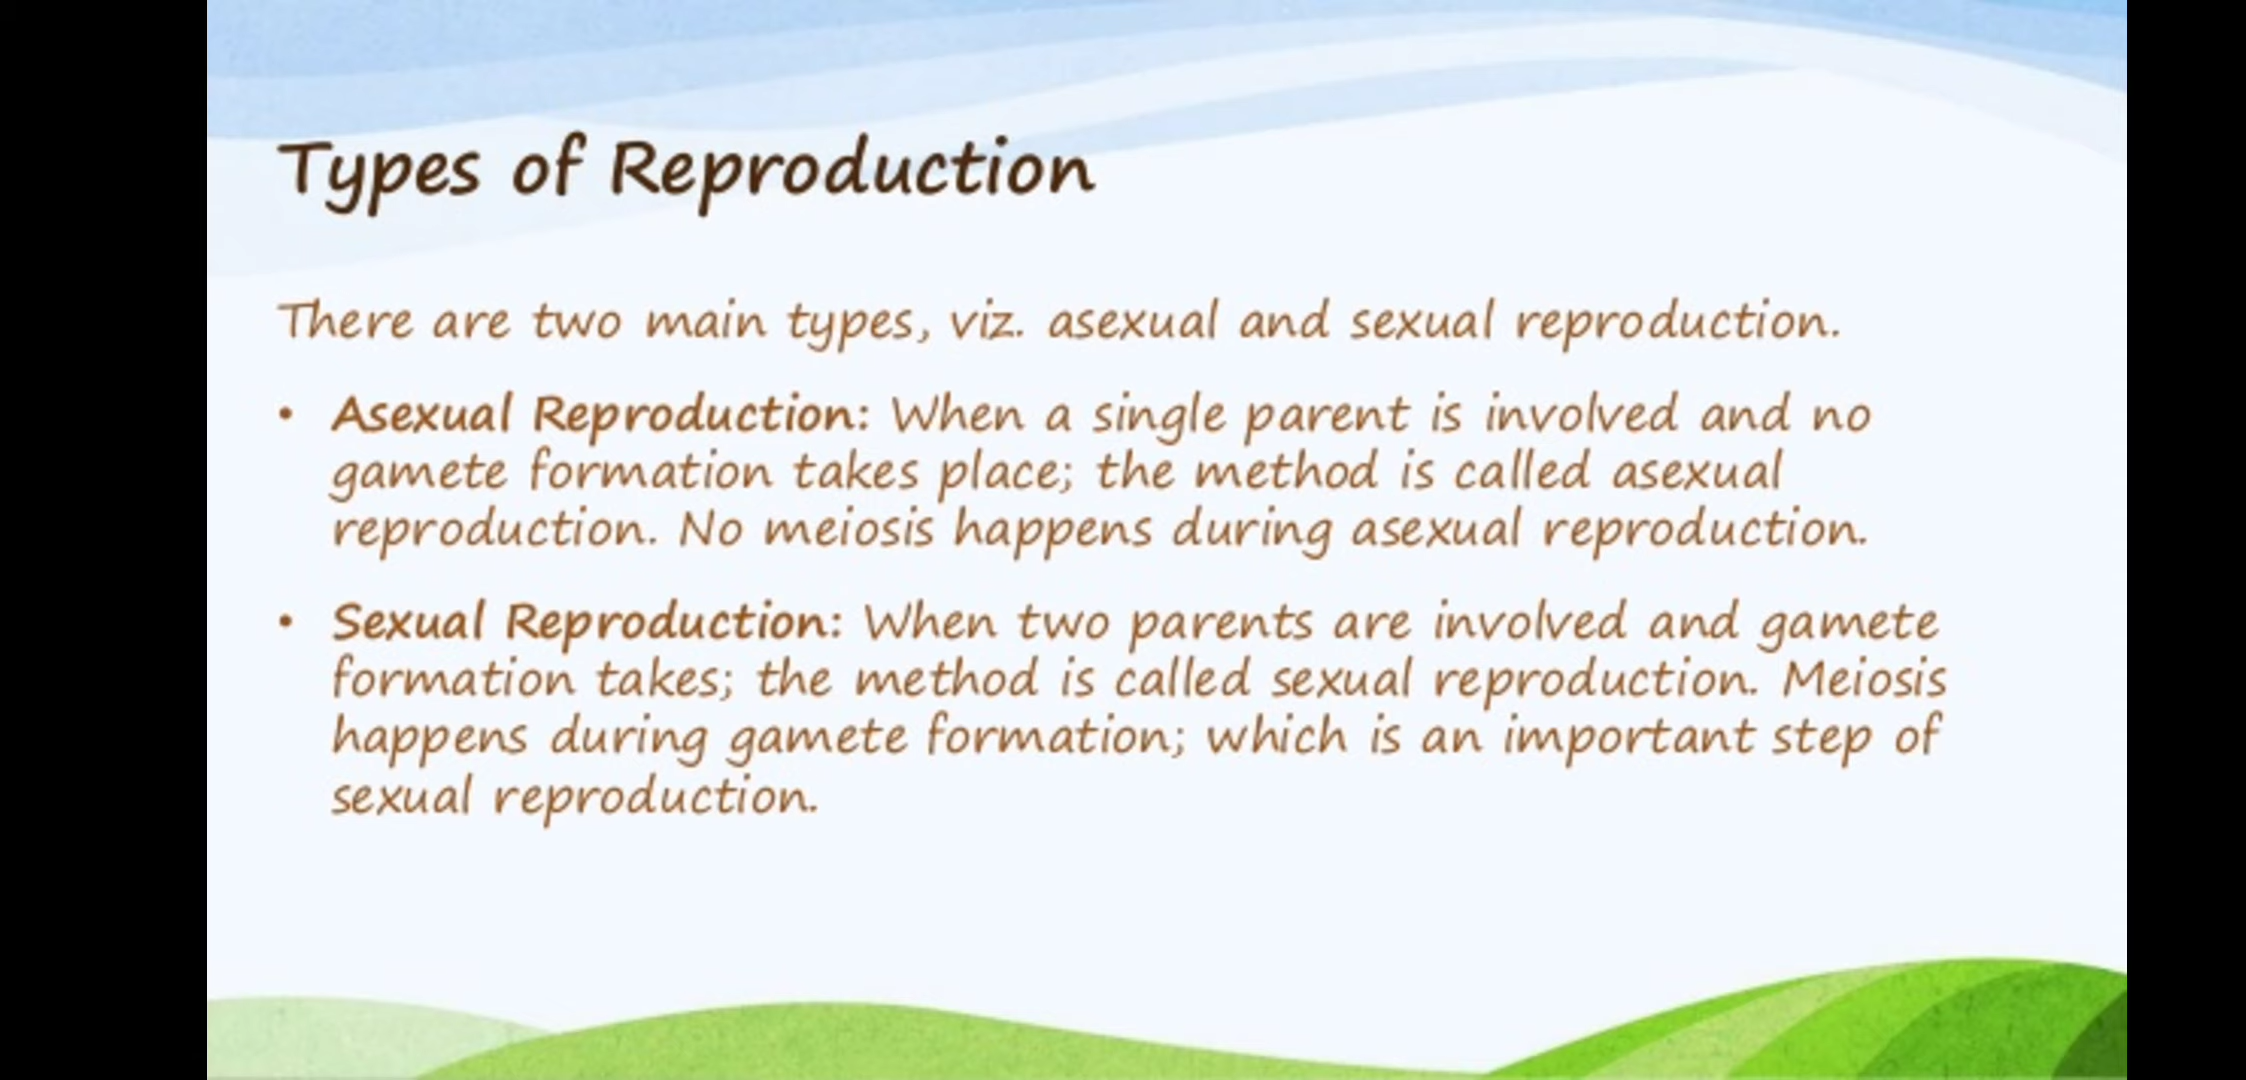 Types of Reproduction
There are two main types, viz. asexual and sexual reproduction.
• Asexual Reproduction: When a single parent is involved and no
gamete formation takes place; the method is called asexual
reproduction. No meiosis happens during asexual reproduction.
• Sexual Reproduction: When two parents are involved and gamete
formation takes; the method is called sexual reproduction. Meiosis
happens during gamete formation; which is an important step of
sexual reproduction.